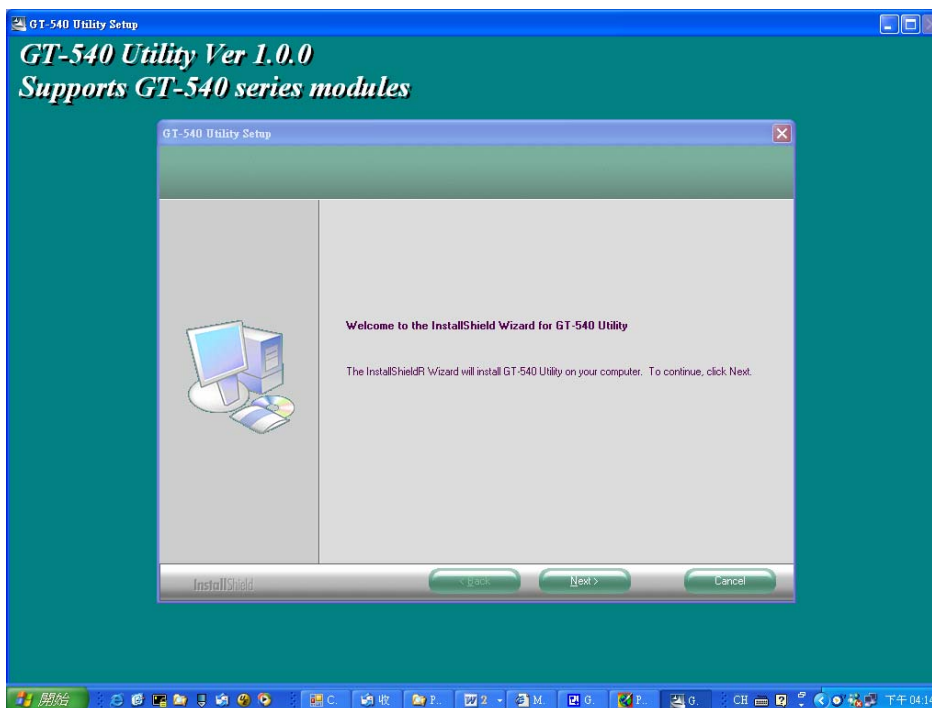 GT-540 Utility Setup
GT-540 Utility Ver 1.0.0
Supports GT-540 series modules
GT-540 Utility Setup
Welcome to the InstallShield Wizard for GT-540 Utility
The InstallShieldR Wizard will install GT-540 Utility on your computer. To continue, click Next.
InstallShield
< Back Next > Cancel
開始 C. 收 P.. 2 M. G. P.. G. CH 下午 04:14